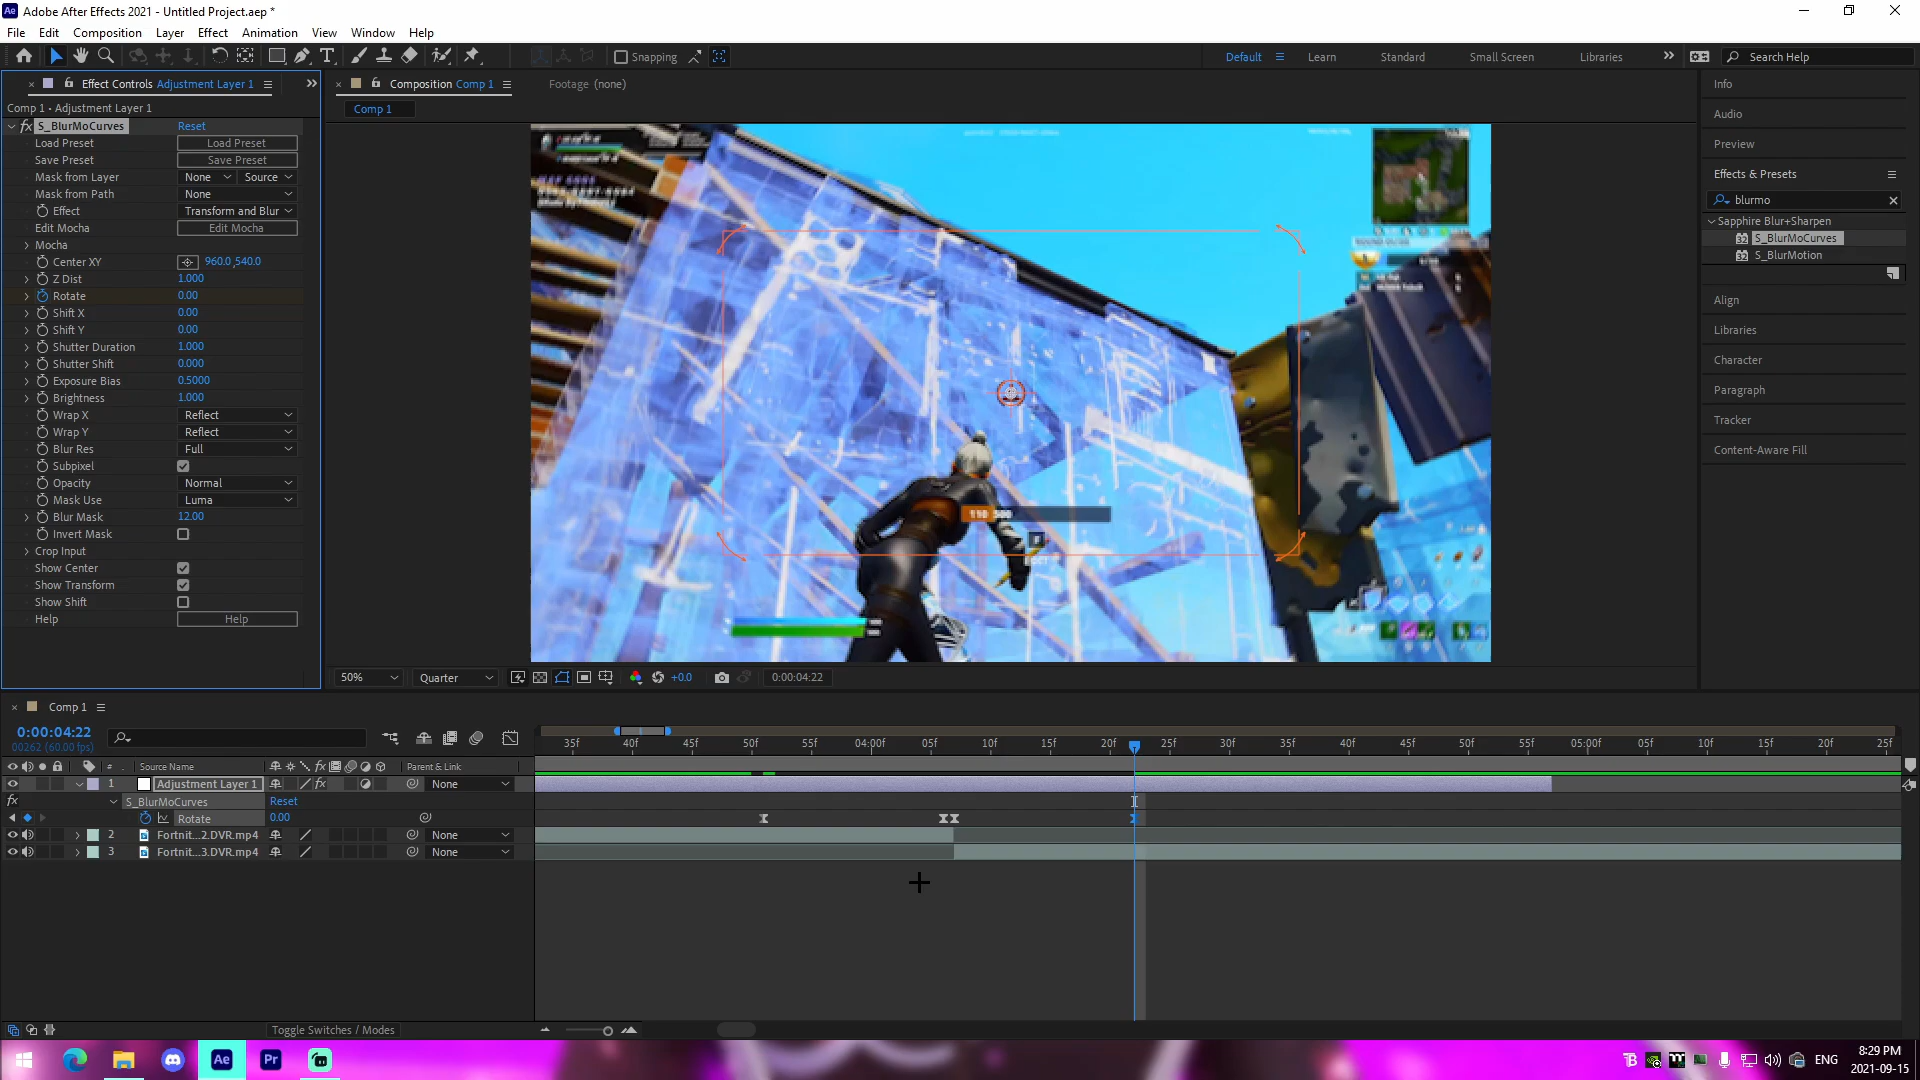 Adobe After Effects 2021 - Untitled Project.aep *
File Edit Composition Layer Effect Animation View Window Help
Snapping
Default Learn Standard Small Screen Libraries Search Help
Effect Controls Adjustment Layer 1
Composition Comp 1
Footage (none)
Comp 1 • Adjustment Layer 1
Comp 1
fx S_BlurMoCurves Reset
Load Preset Load Preset
Save Preset Save Preset
Mask from Layer None Source
Mask from Path None
Effect Transform and Blur
Edit Mocha Edit Mocha
Mocha
Center XY 960.0,540.0
Z Dist 1.000
Rotate 0.00
Shift X 0.00
Shift Y 0.00
Shutter Duration 1.000
Shutter Shift 0.000
Exposure Bias 0.5000
Brightness 1.000
Wrap X Reflect
Wrap Y Reflect
Blur Res Full
Subpixel
Opacity Normal
Mask Use Luma
Blur Mask 12.00
Invert Mask
Crop Input
Show Center
Show Transform
Show Shift
Help Help
Info
Audio
Preview
Effects & Presets
blurmo
Sapphire Blur+Sharpen
S_BlurMoCurves
S_BlurMotion
Align
Libraries
Character
Paragraph
Tracker
Content-Aware Fill
50% Quarter +0.0 0:00:04:22
Comp 1
0:00:04:22
00262 (60.00 fps)
35f 40f 45f 50f 55f 04:00f 05f 10f 15f 20f 25f 30f 35f 40f 45f 50f 55f 05:00f 05f 10f 15f 20f 25f
# Source Name Parent & Link
1 Adjustment Layer 1 None
S_BlurMoCurves Reset
Rotate 0.00
2 Fortnit...2.DVR.mp4 None
3 Fortnit...3.DVR.mp4 None
Toggle Switches / Modes
Ae Pr
ENG
8:29 PM
2021-09-15